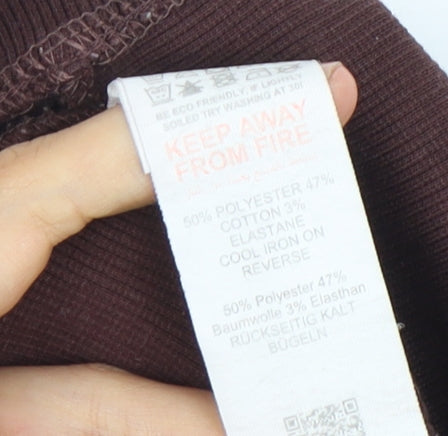 BE ECO FRIENDLY, IF LIGHTLY
SOILED TRY WASHING AT 30!
KEEP AWAY
FROM FIRE
50% POLYESTER 47%
COTTON 3%
ELASTANE
COOL IRON ON
REVERSE
50% Polyester 47%
Baumwolle 3% Elasthan
RÜCKSEITIG KALT
BÜGELN